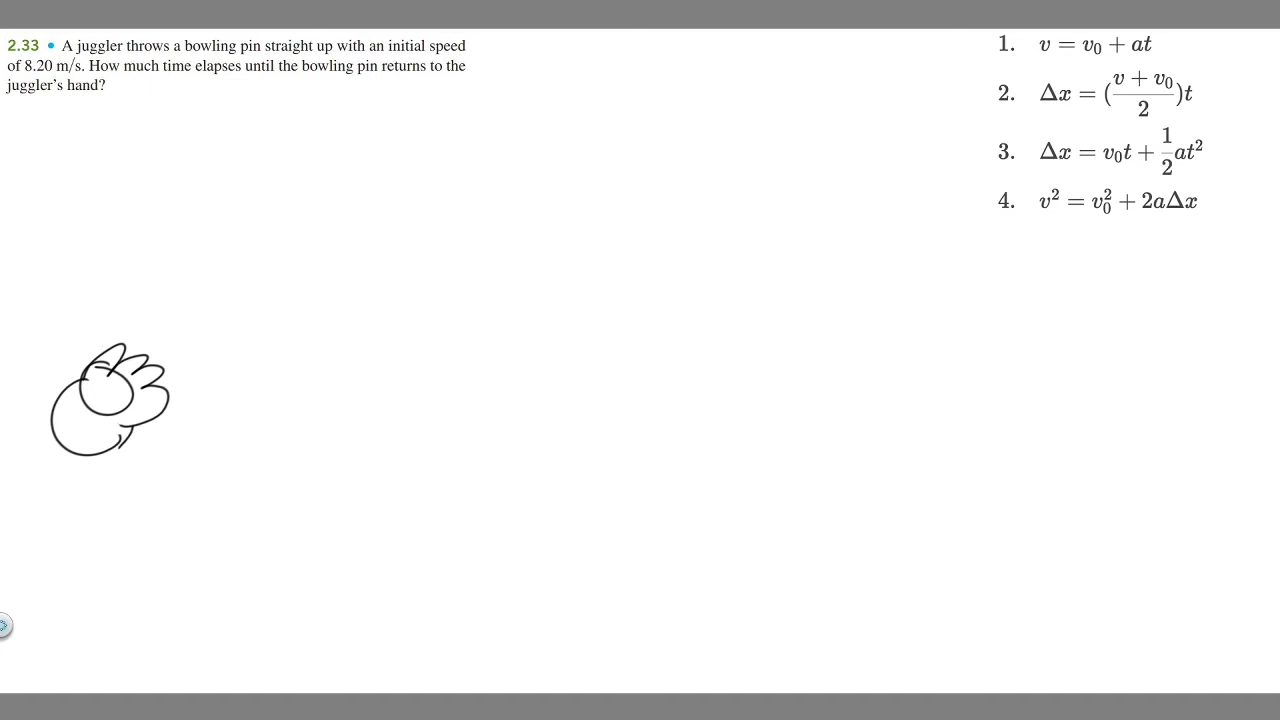 2.33 • A juggler throws a bowling pin straight up with an initial speed
of 8.20 m/s. How much time elapses until the bowling pin returns to the
juggler’s hand?
1. v = v₀ + at
2. Δx = ((v + v₀)/2)t
3. Δx = v₀t + (1/2)at²
4. v² = v₀² + 2aΔx